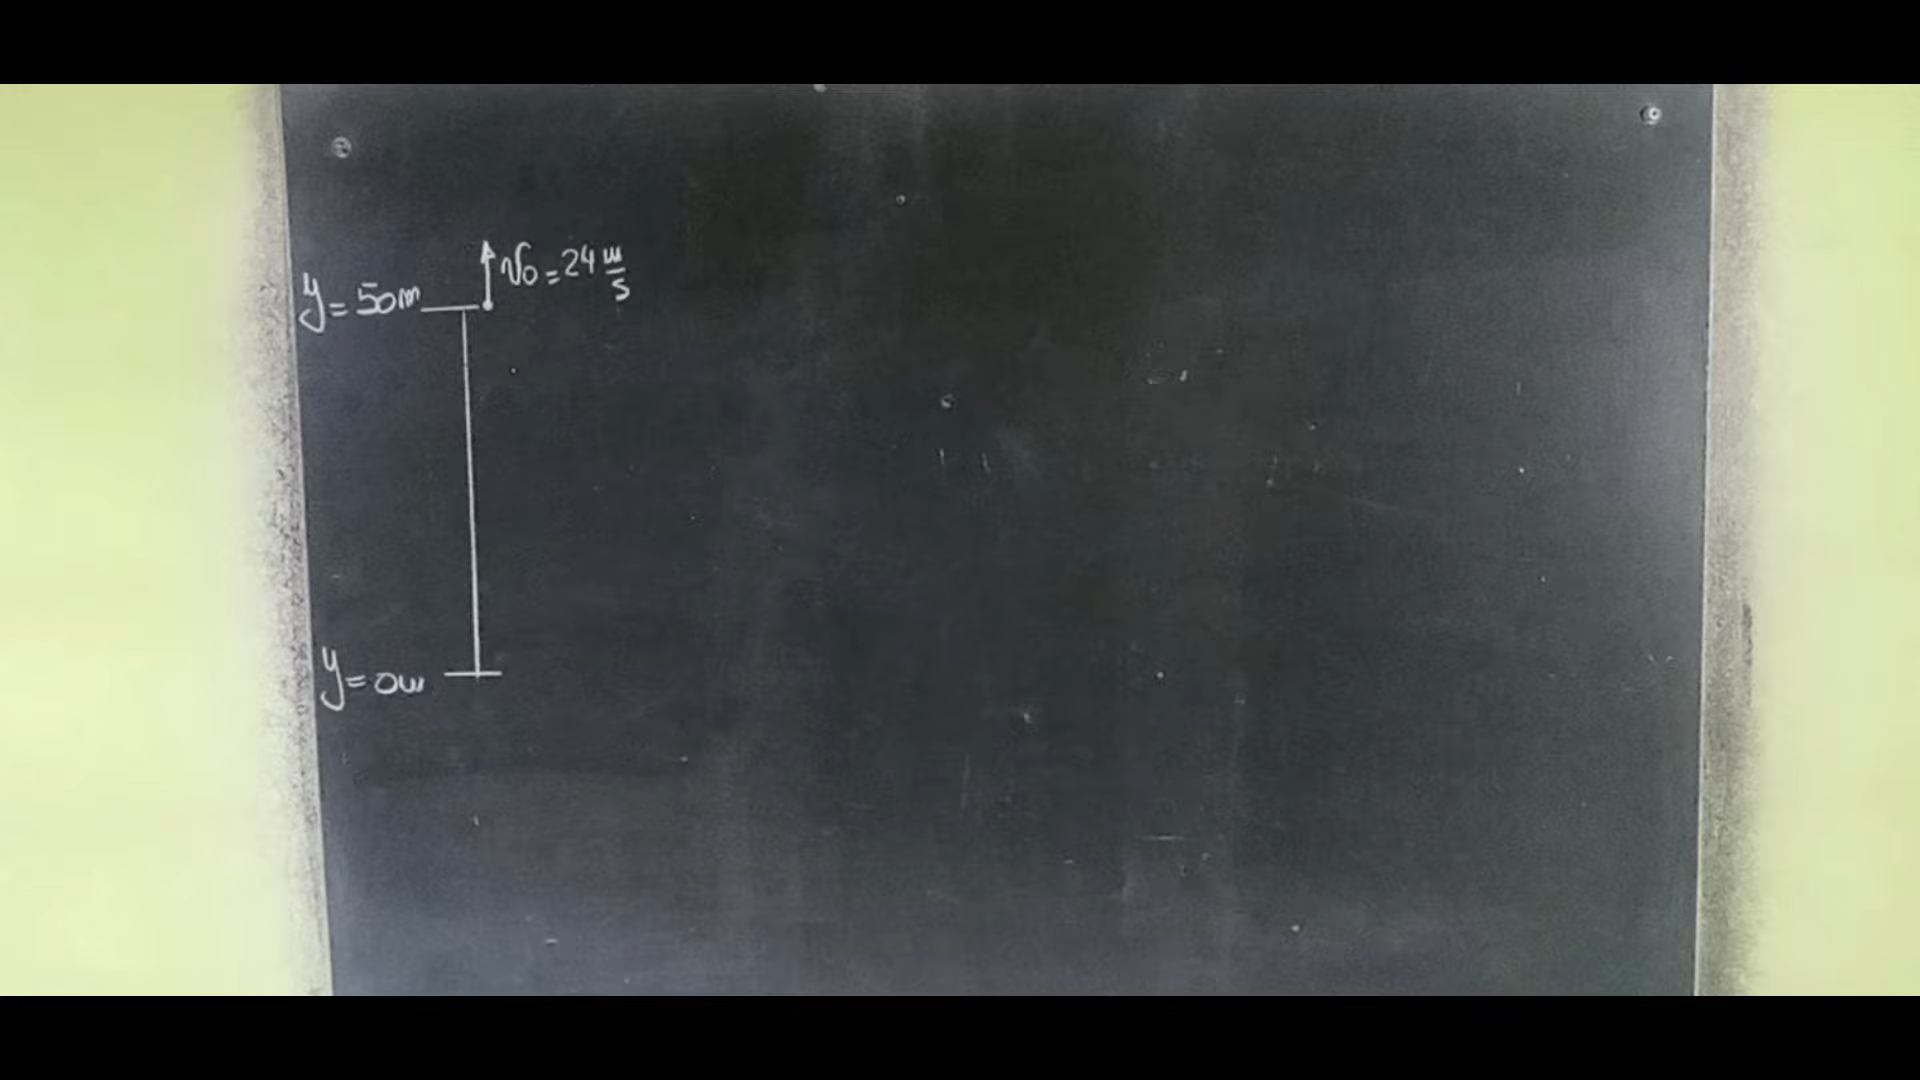 v₀ = 24 m/s
y = 50m
y = 0m